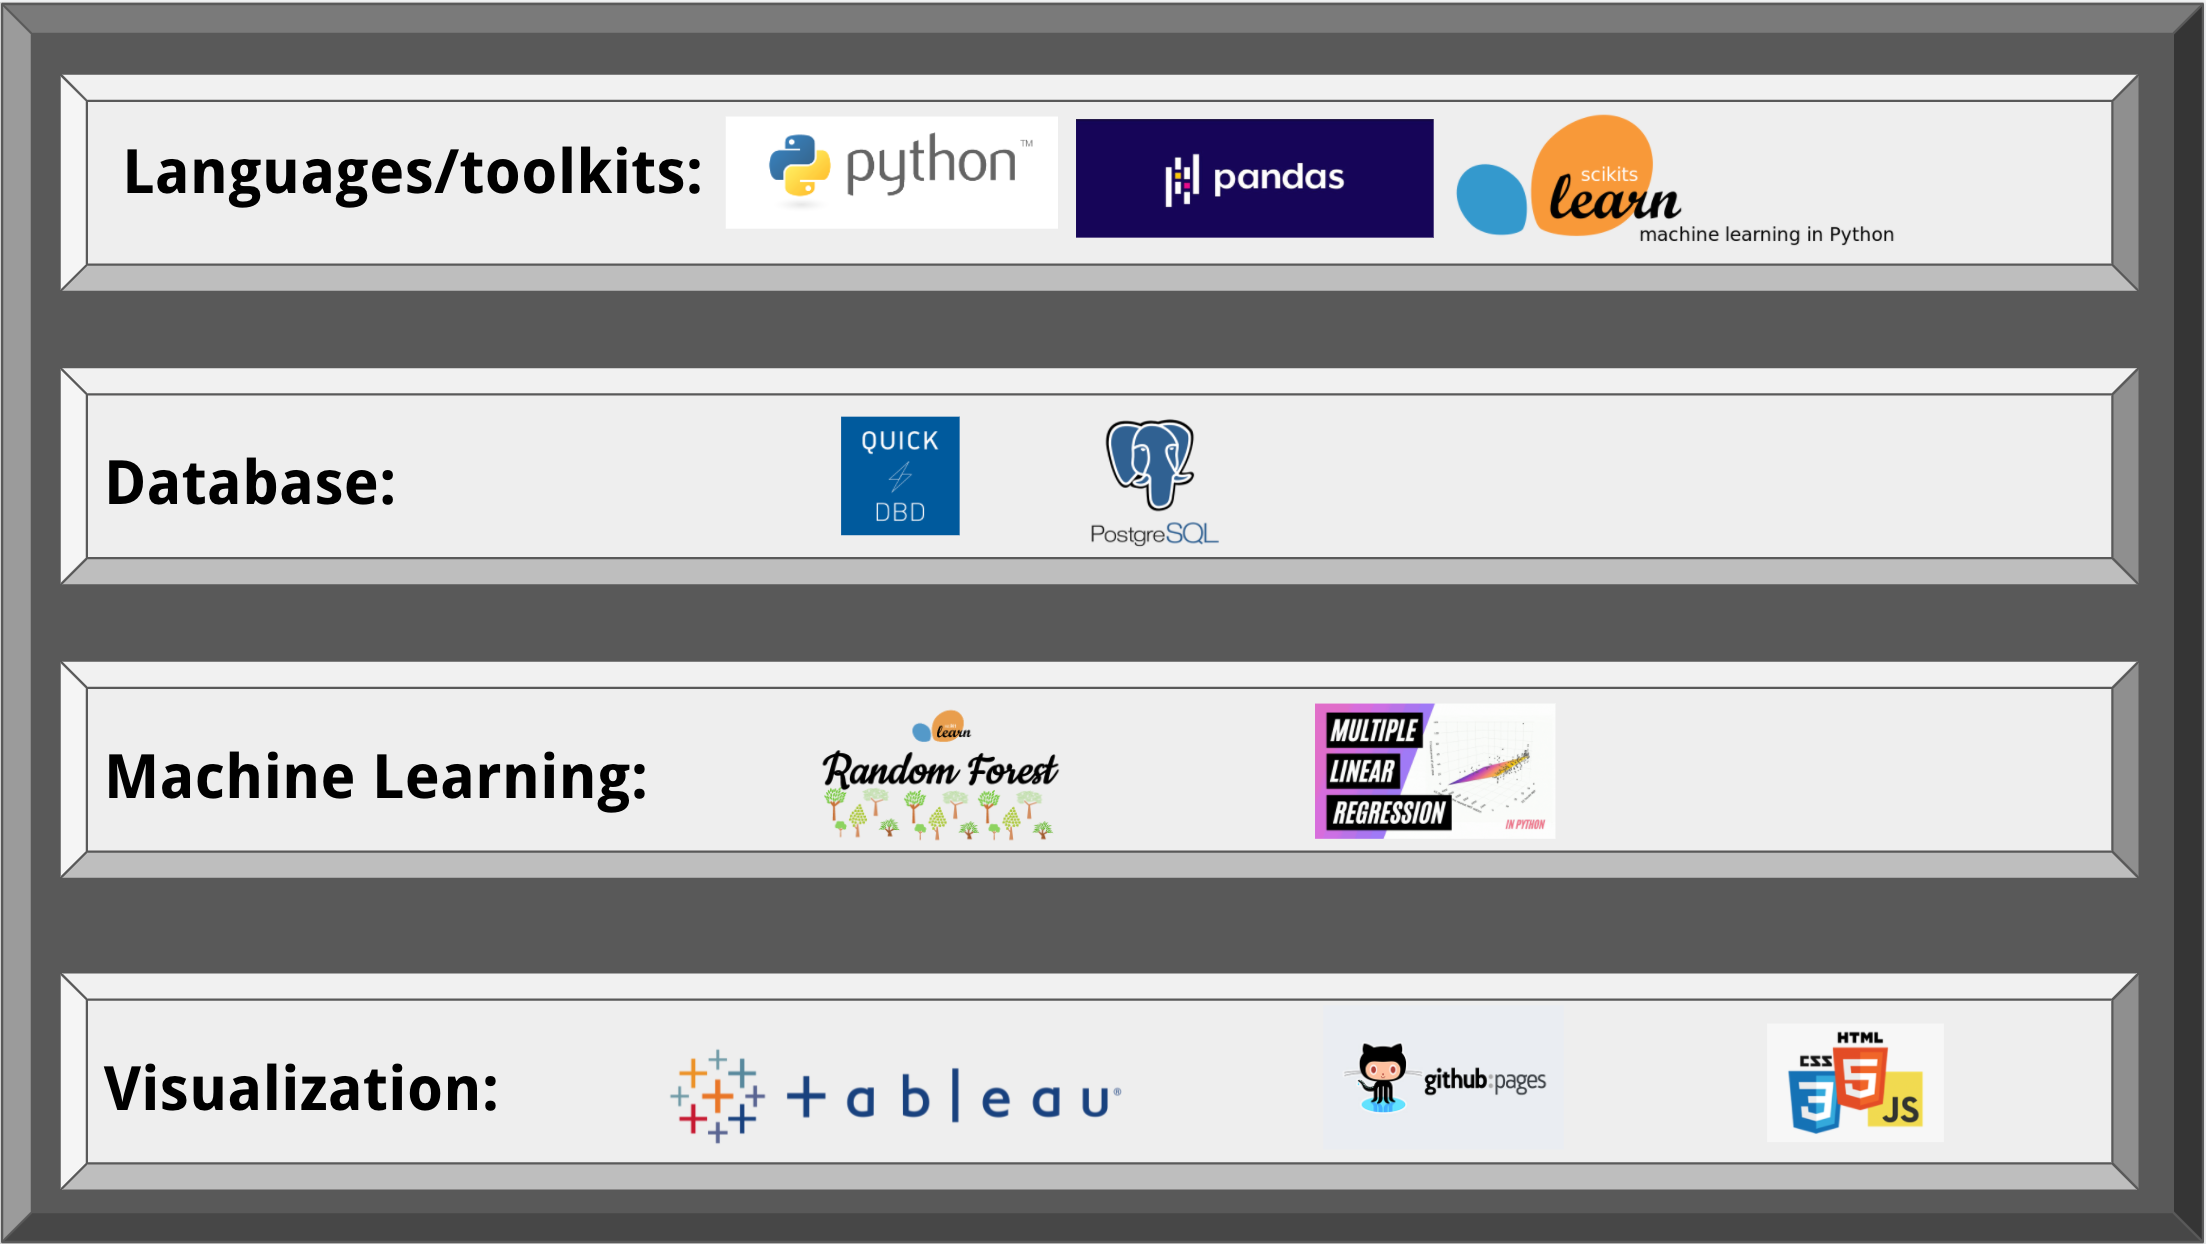 Languages/toolkits:
python™
pandas
scikits
learn
machine learning in Python
Database:
QUICK
DBD
PostgreSQL
Machine Learning:
learn
Random Forest
MULTIPLE
LINEAR
REGRESSION
IN PYTHON
Visualization:
+ableau®
github:pages
HTML
CSS
5
3
JS